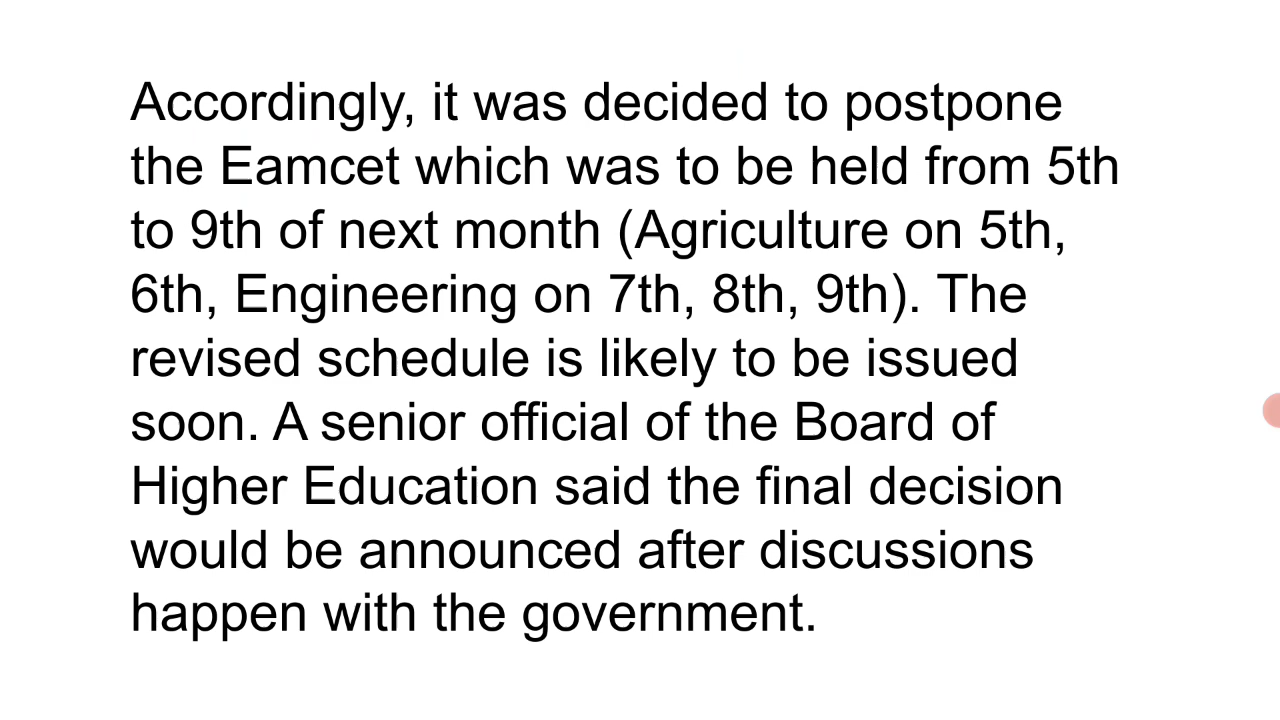 Accordingly, it was decided to postpone
the Eamcet which was to be held from 5th
to 9th of next month (Agriculture on 5th,
6th, Engineering on 7th, 8th, 9th). The
revised schedule is likely to be issued
soon. A senior official of the Board of
Higher Education said the final decision
would be announced after discussions
happen with the government.